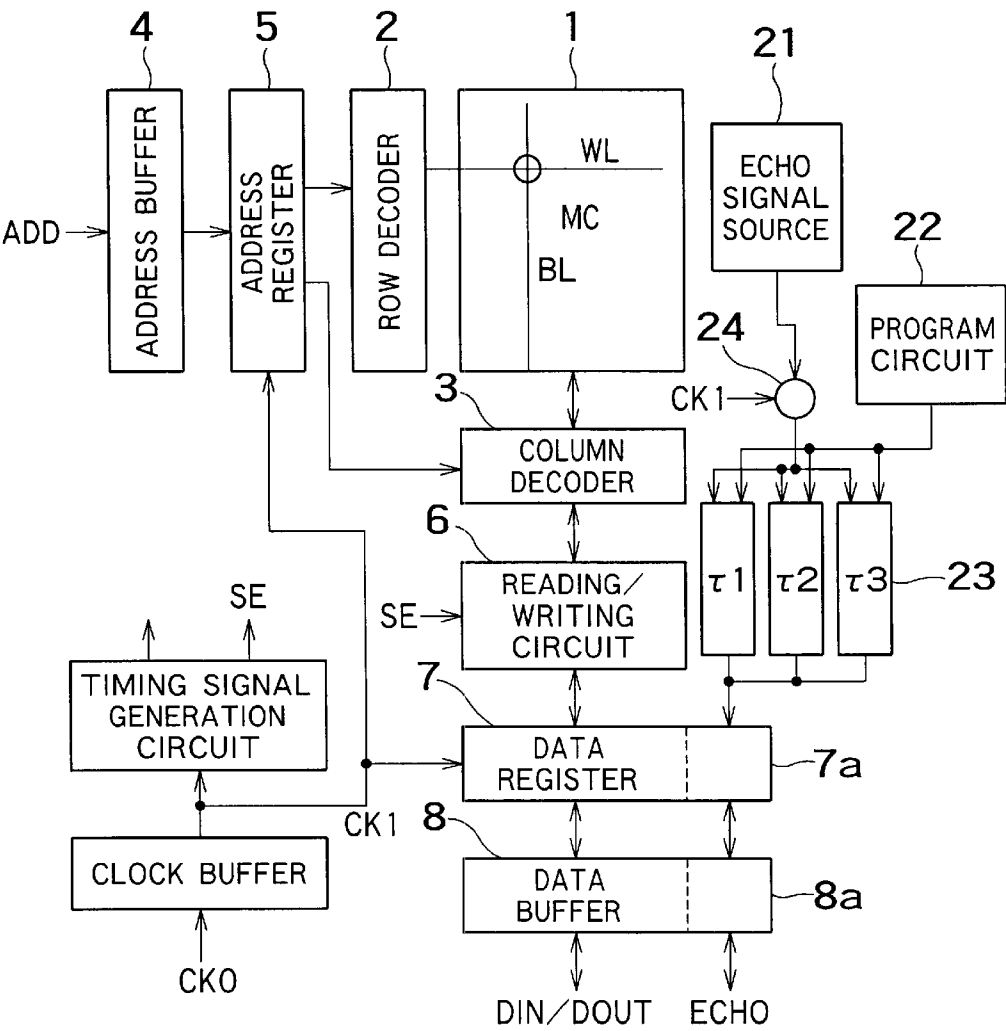 4
5
2
1
21
ADDRESS BUFFER
ADDRESS
REGISTER
ROW DECODER
WL
MC
BL
ECHO
SIGNAL
SOURCE
ADD
22
PROGRAM
CIRCUIT
24
CK1
3
COLUMN
DECODER
6
τ1
τ2
τ3
23
SE
SE
READING/
WRITING
CIRCUIT
TIMING SIGNAL
GENERATION
CIRCUIT
7
DATA
REGISTER
7a
CK1
8
CLOCK BUFFER
DATA
BUFFER
8a
CK0
DIN/DOUT
ECHO